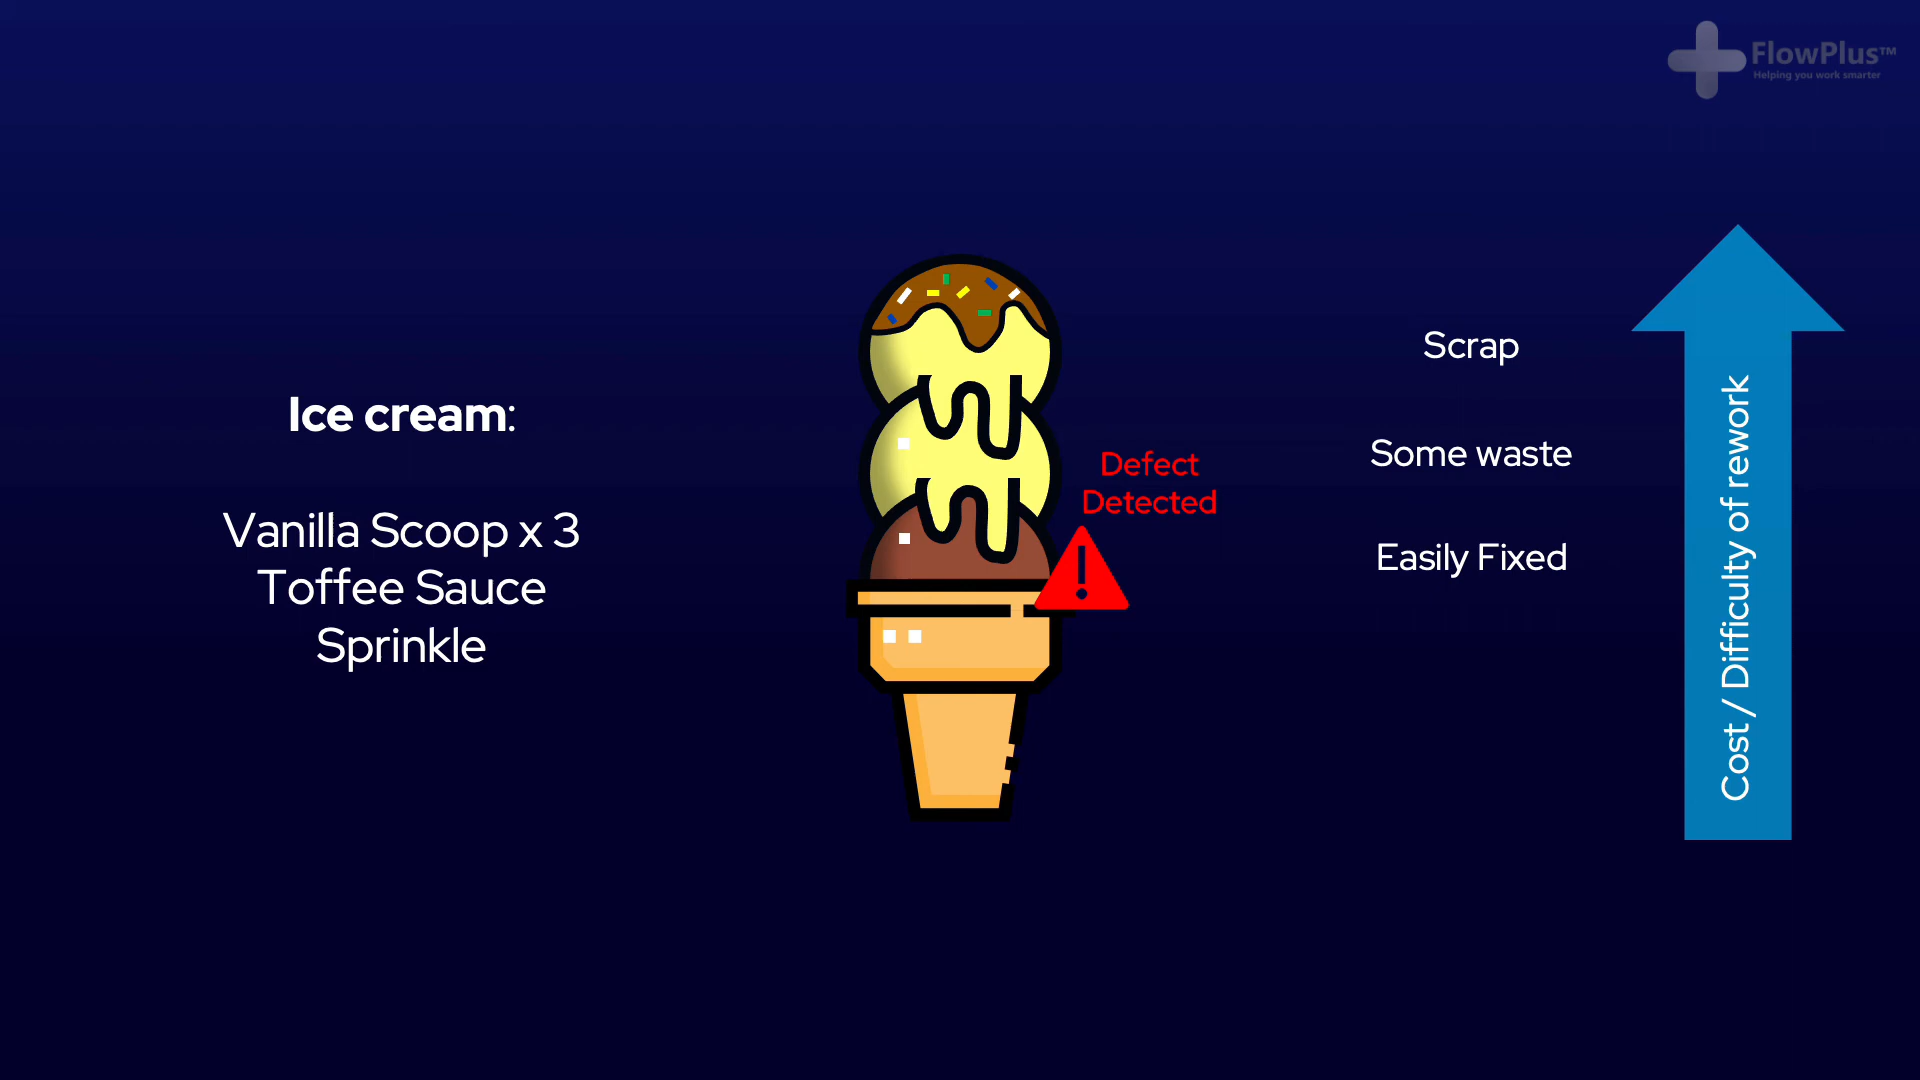 FlowPlus™
Helping you work smarter
Ice cream:
Vanilla Scoop x 3
Toffee Sauce
Sprinkle
Defect
Detected
Scrap
Some waste
Easily Fixed
Cost / Difficulty of rework